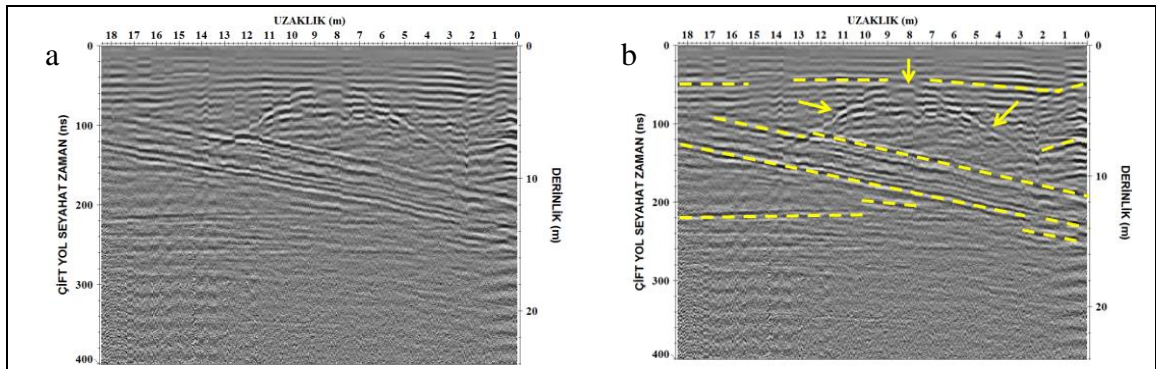 a
UZAKLIK (m)
18 17 16 15 14 13 12 11 10 9 8 7 6 5 4 3 2 1 0
ÇİFT YOL SEYAHAT ZAMAN (ns)
0
100
200
300
400
0
10
20
DERİNLİK (m)
b
UZAKLIK (m)
18 17 16 15 14 13 12 11 10 9 8 7 6 5 4 3 2 1 0
ÇİFT YOL SEYAHAT ZAMAN (ns)
0
100
200
300
400
0
10
20
DERİNLİK (m)